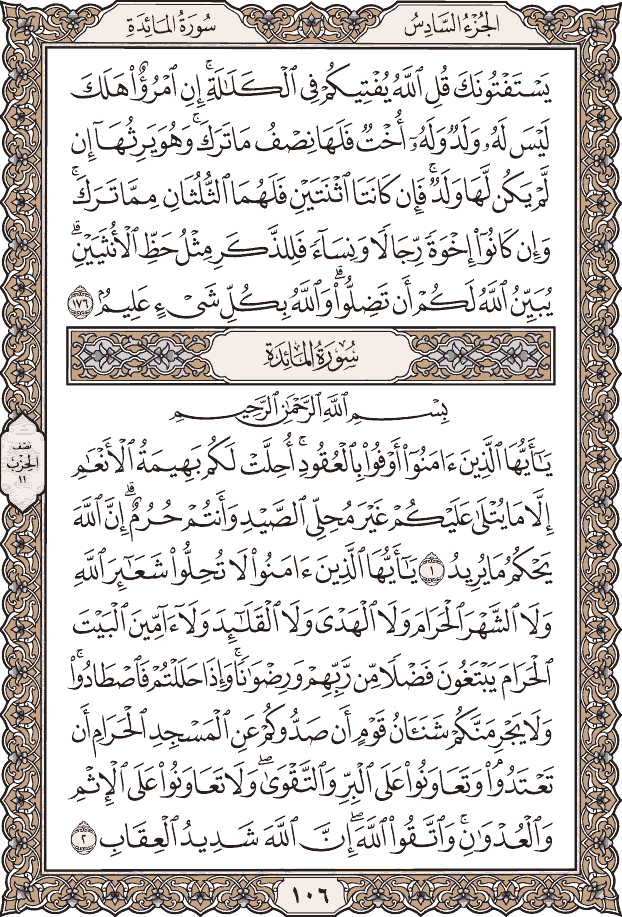 الجُزْءُ السَّادِسُ
سُورَةُ المَائِدَةِ
يَسۡتَفۡتُونَكَ قُلِ ٱللَّهُ يُفۡتِيكُمۡ فِي ٱلۡكَلَٰلَةِۚ إِنِ ٱمۡرُؤٌاْ هَلَكَ
لَيۡسَ لَهُۥ وَلَدٞ وَلَهُۥٓ أُخۡتٞ فَلَهَا نِصۡفُ مَا تَرَكَۚ وَهُوَ يَرِثُهَآ إِن
لَّمۡ يَكُن لَّهَا وَلَدٞۚ فَإِن كَانَتَا ٱثۡنَتَيۡنِ فَلَهُمَا ٱلثُّلُثَانِ مِمَّا تَرَكَۚ
وَإِن كَانُوٓاْ إِخۡوَةٗ رِّجَالٗا وَنِسَآءٗ فَلِلذَّكَرِ مِثۡلُ حَظِّ ٱلۡأُنثَيَيۡنِۗ
يُبَيِّنُ ٱللَّهُ لَكُمۡ أَن تَضِلُّواْۗ وَٱللَّهُ بِكُلِّ شَيۡءٍ عَلِيمُۢ ١٧٦
سُورَةُ المَائِدَةِ
بِسۡمِ ٱللَّهِ ٱلرَّحۡمَٰنِ ٱلرَّحِيمِ
يَٰٓأَيُّهَا ٱلَّذِينَ ءَامَنُوٓاْ أَوۡفُواْ بِٱلۡعُقُودِۚ أُحِلَّتۡ لَكُم بَهِيمَةُ ٱلۡأَنۡعَٰمِ
إِلَّا مَا يُتۡلَىٰ عَلَيۡكُمۡ غَيۡرَ مُحِلِّي ٱلصَّيۡدِ وَأَنتُمۡ حُرُمٌۗ إِنَّ ٱللَّهَ
يَحۡكُمُ مَا يُرِيدُ ١ يَٰٓأَيُّهَا ٱلَّذِينَ ءَامَنُواْ لَا تُحِلُّواْ شَعَٰٓئِرَ ٱللَّهِ
وَلَا ٱلشَّهۡرَ ٱلۡحَرَامَ وَلَا ٱلۡهَدۡيَ وَلَا ٱلۡقَلَٰٓئِدَ وَلَآ ءَآمِّينَ ٱلۡبَيۡتَ
ٱلۡحَرَامَ يَبۡتَغُونَ فَضۡلٗا مِّن رَّبِّهِمۡ وَرِضۡوَٰنٗاۚ وَإِذَا حَلَلۡتُمۡ فَٱصۡطَادُواْۚ
وَلَا يَجۡرِمَنَّكُمۡ شَنَـَٔانُ قَوۡمٍ أَن صَدُّوكُمۡ عَنِ ٱلۡمَسۡجِدِ ٱلۡحَرَامِ أَن
تَعۡتَدُواْۘ وَتَعَاوَنُواْ عَلَى ٱلۡبِرِّ وَٱلتَّقۡوَىٰۖ وَلَا تَعَاوَنُواْ عَلَى ٱلۡإِثۡمِ
وَٱلۡعُدۡوَٰنِۚ وَٱتَّقُواْ ٱللَّهَۖ إِنَّ ٱللَّهَ شَدِيدُ ٱلۡعِقَابِ ٢
نصف
الحزب
١١
١٠٦